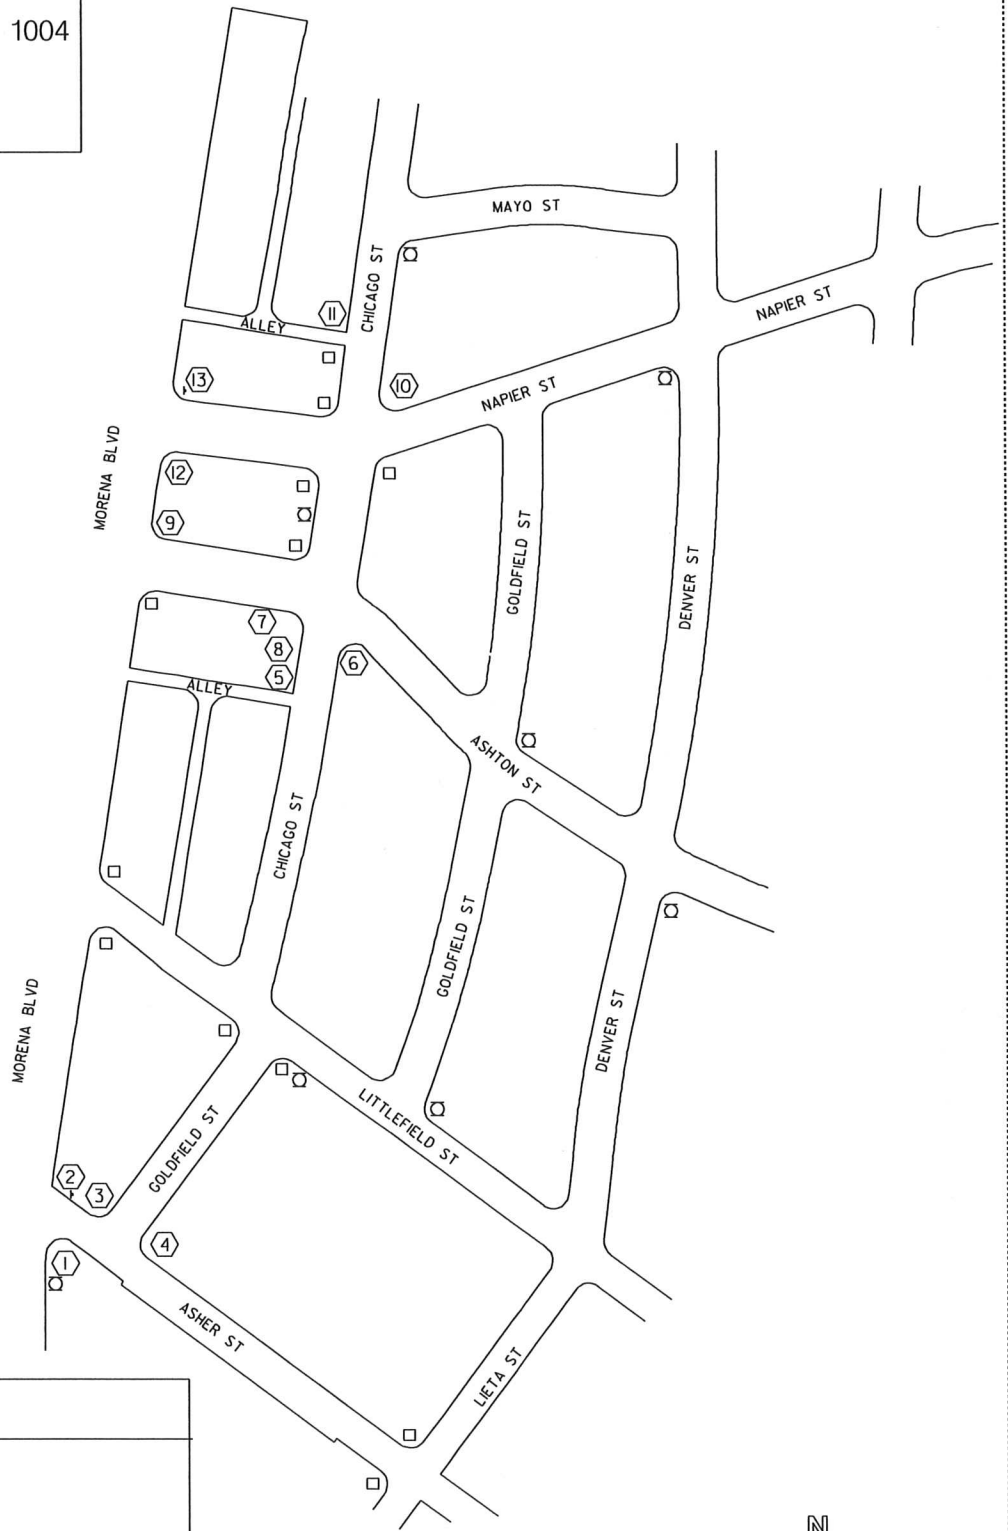 1004
MAYO ST
CHICAGO ST
NAPIER ST
11
ALLEY
13
10
NAPIER ST
MORENA BLVD
12
9
GOLDFIELD ST
DENVER ST
7
8
5
6
ALLEY
ASHTON ST
CHICAGO ST
GOLDFIELD ST
MORENA BLVD
DENVER ST
LITTLEFIELD ST
GOLDFIELD ST
2
3
4
1
ASHER ST
LIETA ST
N